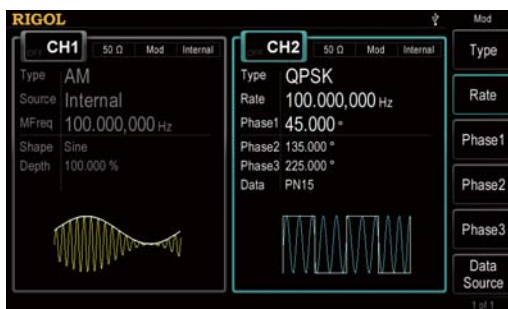 RIGOL
Mod
OFF CH1 50 Ω Mod Internal
Type AM
Source Internal
MFreq 100.000,000 Hz
Shape Sine
Depth 100.000 %
OFF CH2 50 Ω Mod Internal
Type QPSK
Rate 100.000,000 Hz
Phase1 45.000 °
Phase2 135.000 °
Phase3 225.000 °
Data PN15
Type
Rate
Phase1
Phase2
Phase3
Data
Source
1 of 1